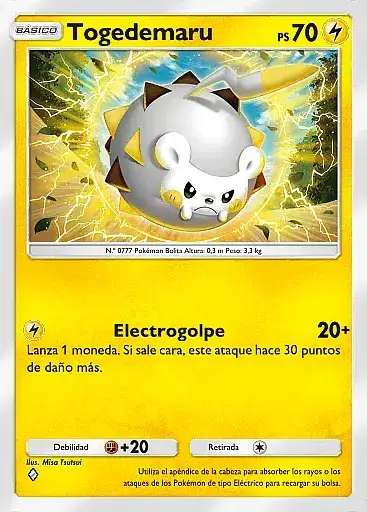 BÁSICO Togedemaru PS 70
N.º 0777 Pokémon Bolita Altura: 0,3 m Peso: 3,3 kg
Electrogolpe 20+
Lanza 1 moneda. Si sale cara, este ataque hace 30 puntos
de daño más.
Debilidad +20 Retirada
Ilus. Misa Tsutsui
Utiliza el apéndice de la cabeza para absorber los rayos o los
ataques de los Pokémon de tipo Eléctrico para recargar su bolsa.